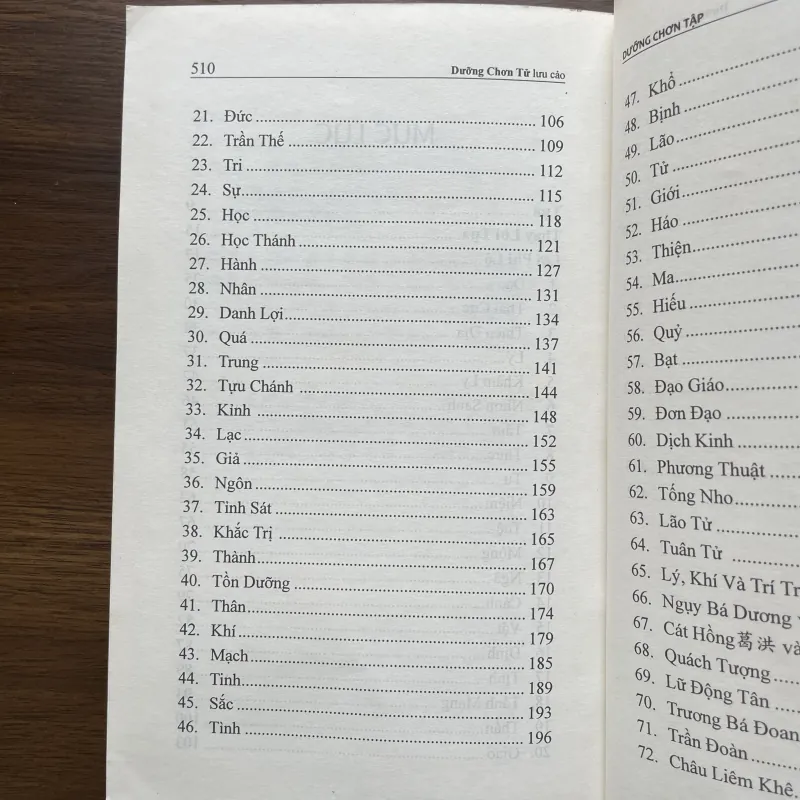 510 Dưỡng Chơn Tử lưu cảo
21. Đức 106
22. Trần Thế 109
23. Tri 112
24. Sự 115
25. Học 118
26. Học Thánh 121
27. Hành 127
28. Nhân 131
29. Danh Lợi 134
30. Quá 137
31. Trung 141
32. Tựu Chánh 144
33. Kỉnh 148
34. Lạc 152
35. Giả 155
36. Ngôn 159
37. Tỉnh Sát 163
38. Khắc Trị 165
39. Thành 167
40. Tồn Dưỡng 170
41. Thân 174
42. Khí 179
43. Mạch 185
44. Tinh 189
45. Sắc 193
46. Tình 196
DƯỠNG CHƠN TẬP
47. Khổ
48. Bịnh
49. Lão
50. Tử
51. Giới
52. Háo
53. Thiện
54. Ma
55. Hiếu
56. Quỷ
57. Bạt
58. Đạo Giáo
59. Đơn Đạo
60. Dịch Kinh
61. Phương Thuật
62. Tống Nho
63. Lão Tử
64. Tuân Tử
65. Lý, Khí Và Trí
66. Ngụy Bá Dương
67. Cát Hồng葛洪 và
68. Quách Tượng
69. Lữ Động Tân
70. Trương Bá Đoan
71. Trần Đoàn
72. Châu Liêm Khê